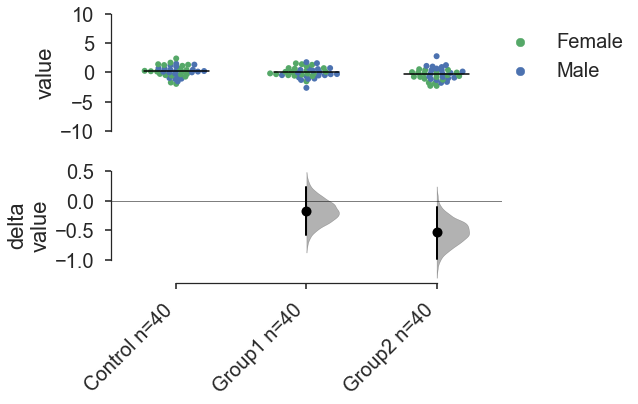 10
5
0
−5
−10
value
Female
Male
0.5
0.0
−0.5
−1.0
delta
value
Control n=40
Group1 n=40
Group2 n=40